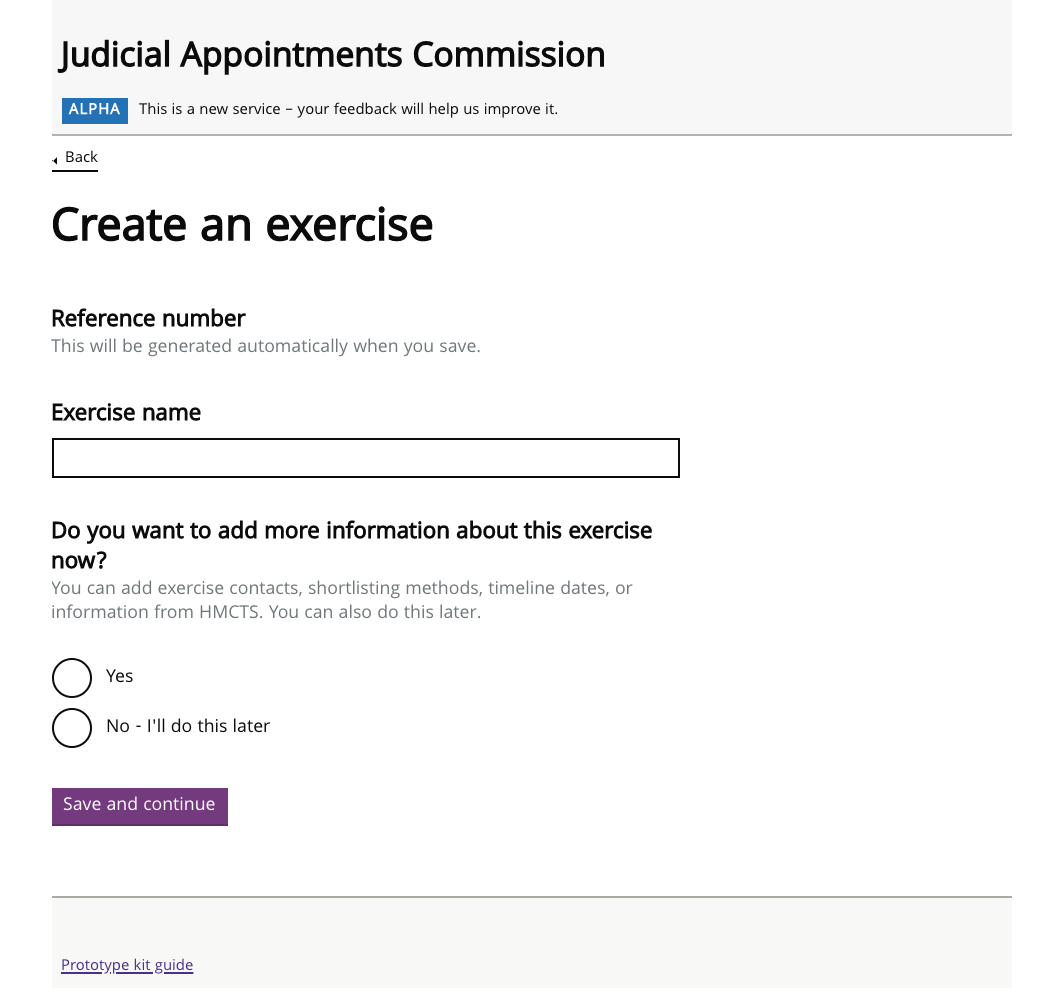 Judicial Appointments Commission
ALPHA This is a new service – your feedback will help us improve it.
Back
Create an exercise
Reference number
This will be generated automatically when you save.
Exercise name
Do you want to add more information about this exercise
now?
You can add exercise contacts, shortlisting methods, timeline dates, or
information from HMCTS. You can also do this later.
Yes
No - I'll do this later
Save and continue
Prototype kit guide